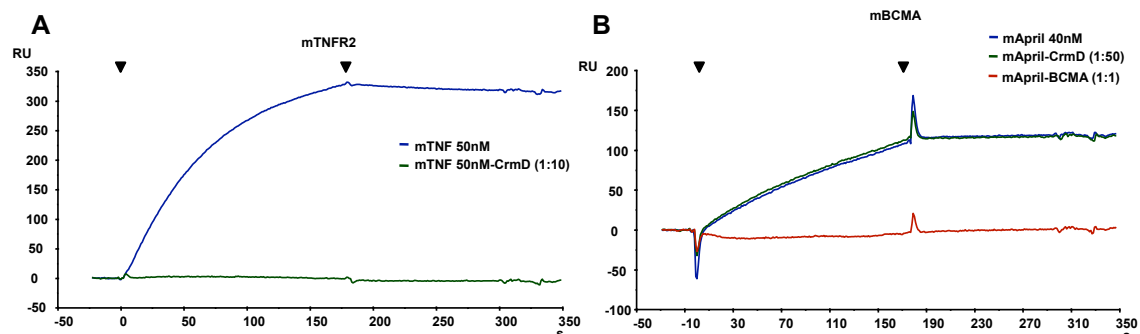 A
mTNFR2
RU
350
300
250
200
150
100
50
0
-50
-50 0 50 100 150 200 250 300 350
s
mTNF 50nM
mTNF 50nM-CrmD (1:10)
B
mBCMA
RU
200
150
100
50
0
-50
-100
-50 -10 30 70 110 150 190 230 270 310 350
mApril 40nM
mApril-CrmD (1:50)
mApril-BCMA (1:1)